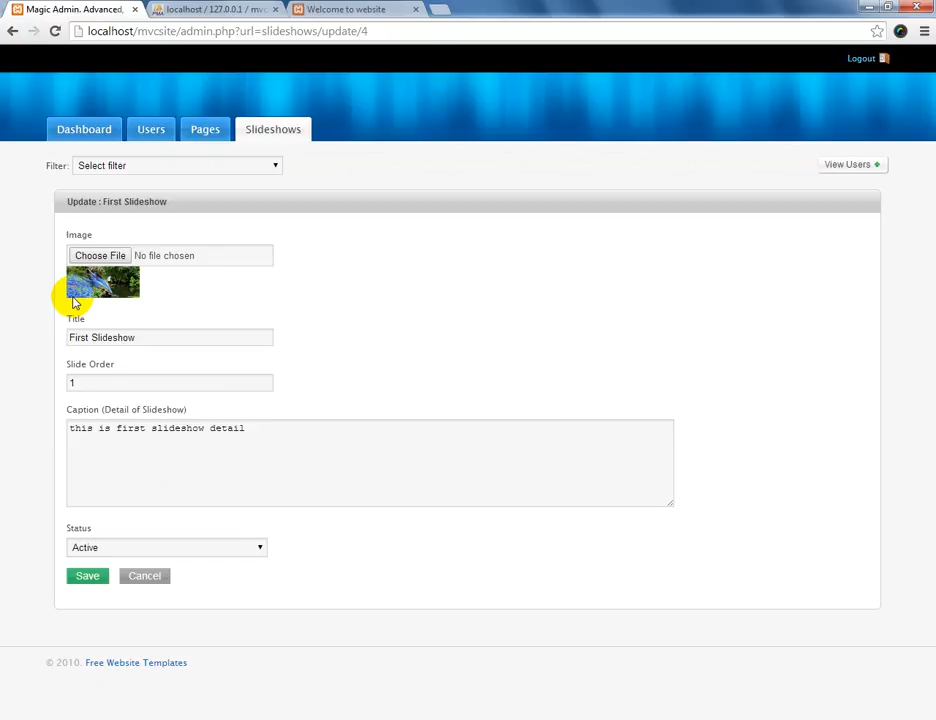 Magic Admin. Advanced,
localhost / 127.0.0.1 / mvc
Welcome to website
localhost/mvcsite/admin.php?url=slideshows/update/4
Logout
Dashboard
Users
Pages
Slideshows
Filter:
Select filter
View Users
Update : First Slideshow
Image
Choose File
No file chosen
Title
First Slideshow
Slide Order
1
Caption (Detail of Slideshow)
this is first slideshow detail
Status
Active
Save
Cancel
© 2010. Free Website Templates